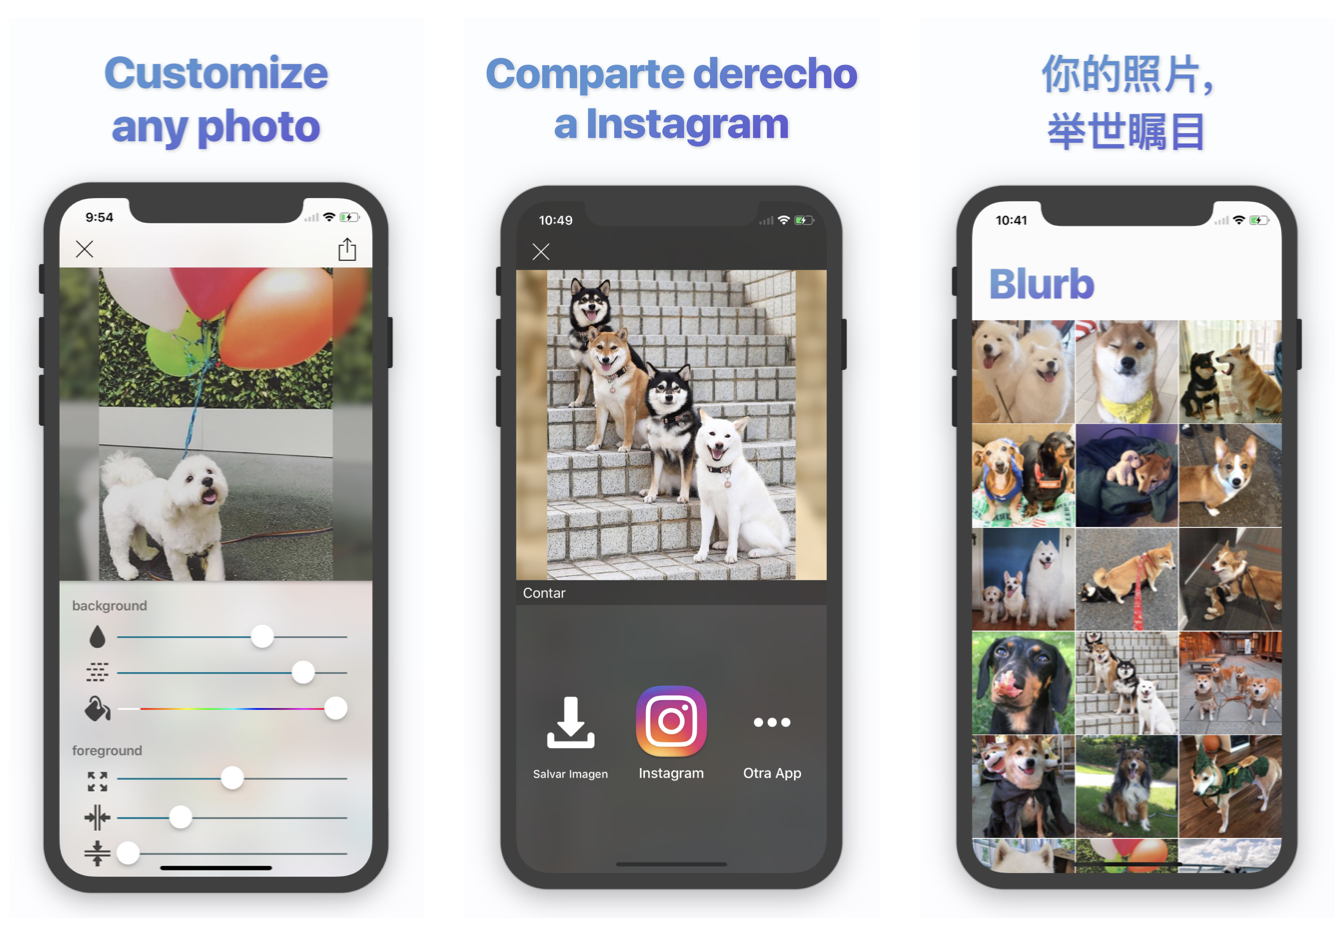 Customize
any photo
9:54
background
foreground
Comparte derecho
a Instagram
10:49
Contar
Salvar Imagen
Instagram
Otra App
你的照片,
举世瞩目
10:41
Blurb